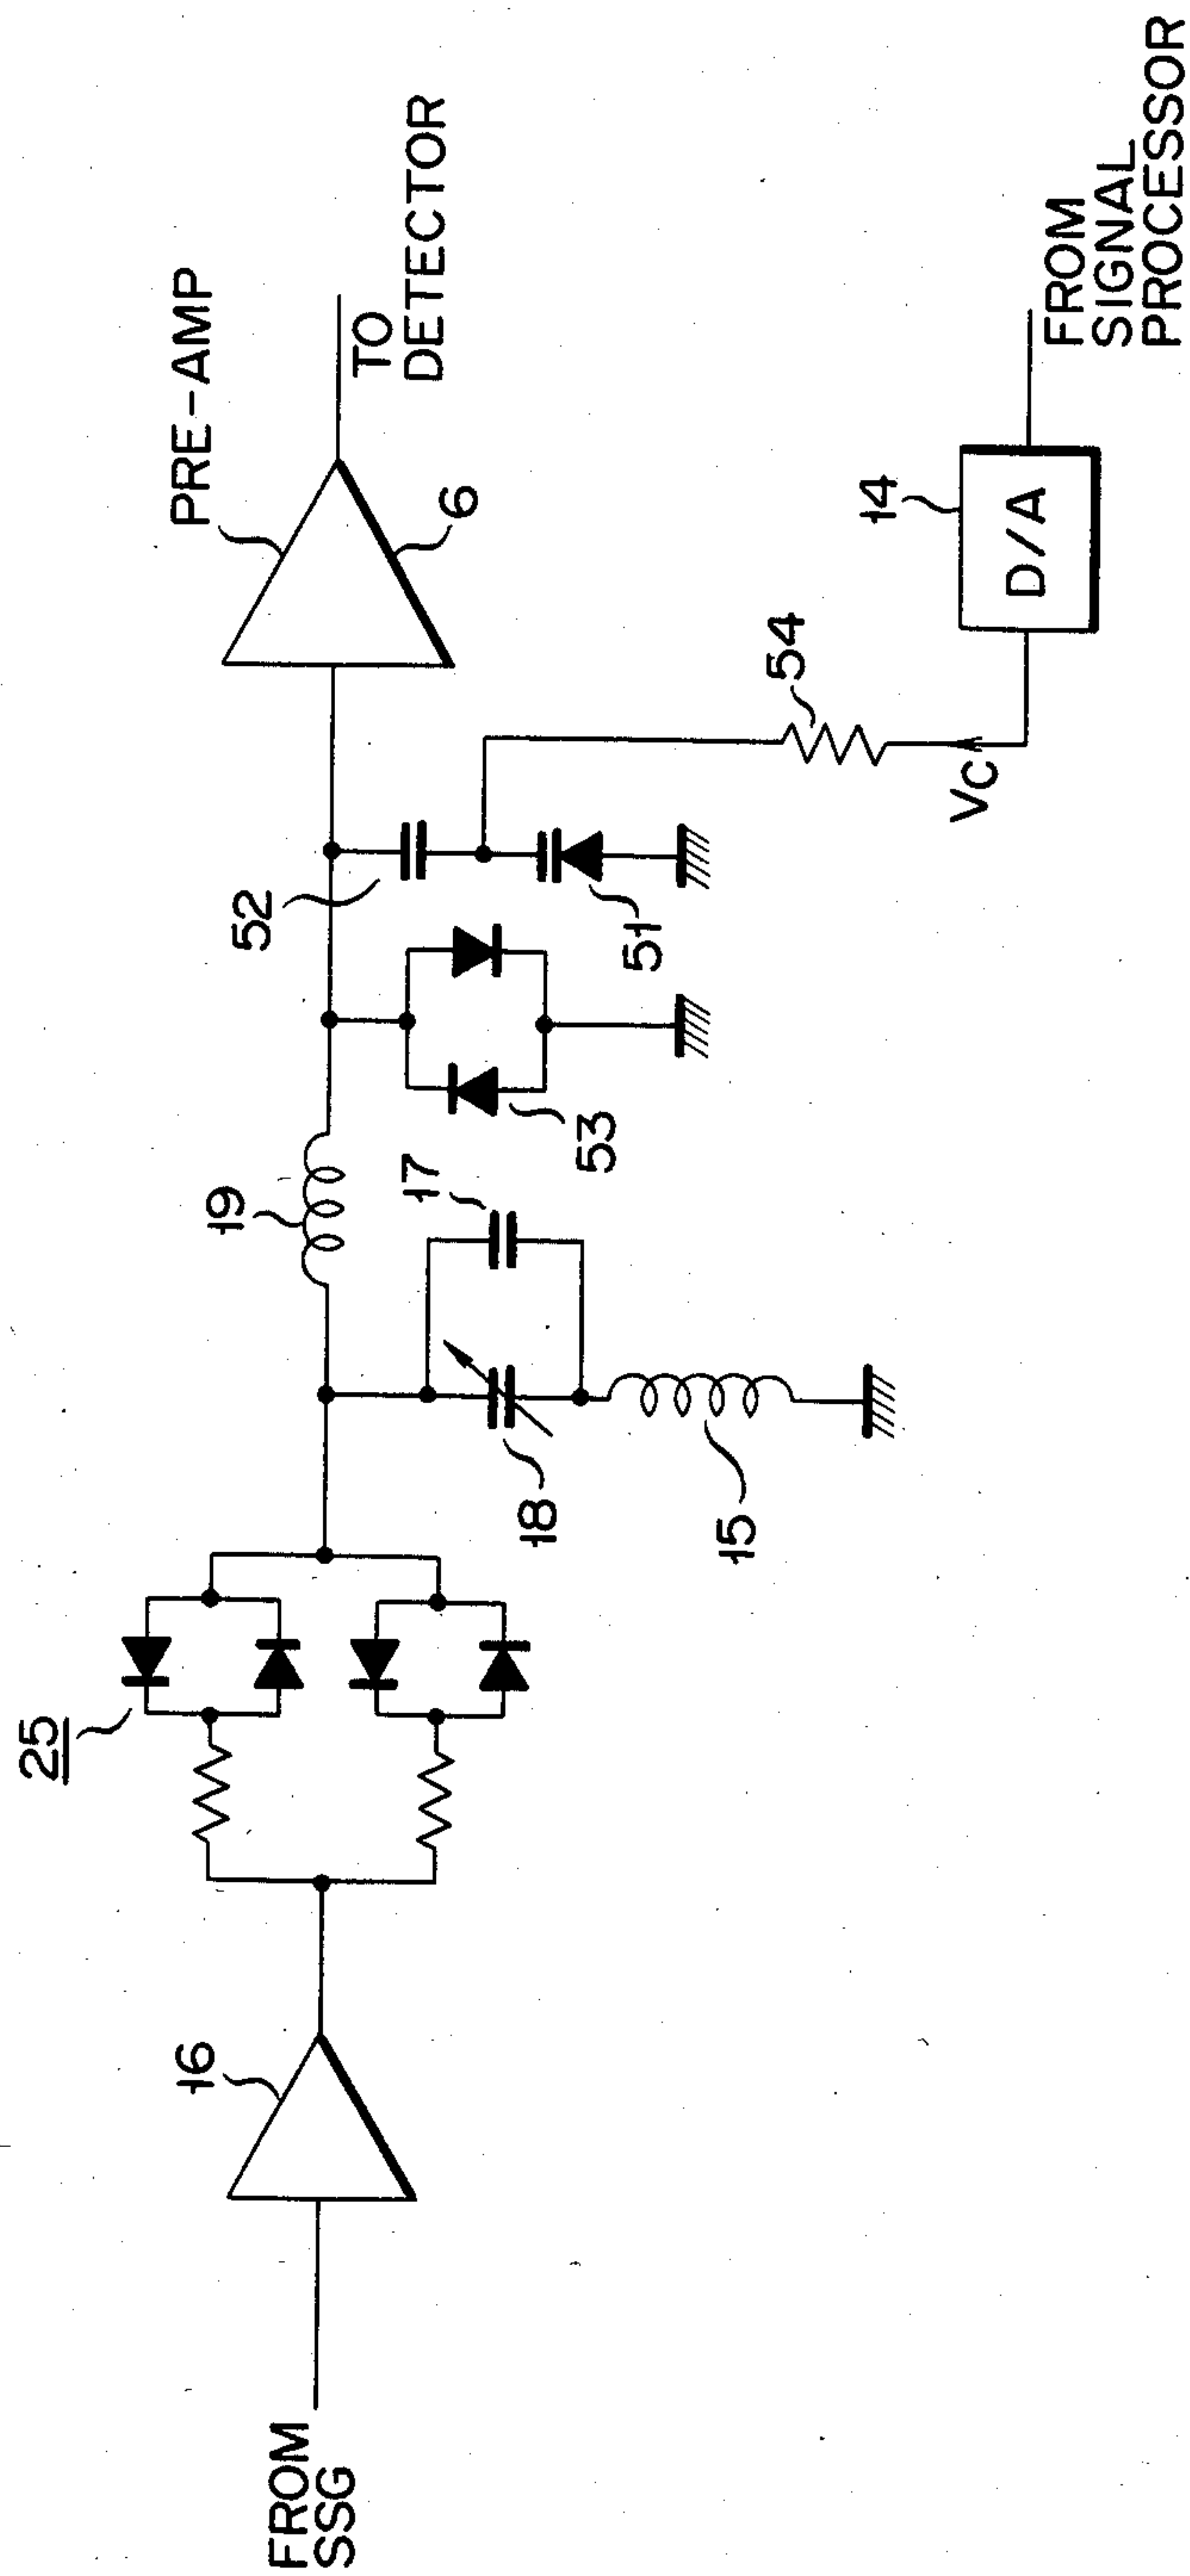 FROM
SSG
16
25
18
15
17
19
53
52
51
PRE-AMP
6
TO
DETECTOR
54
VC
14
D/A
FROM
SIGNAL
PROCESSOR